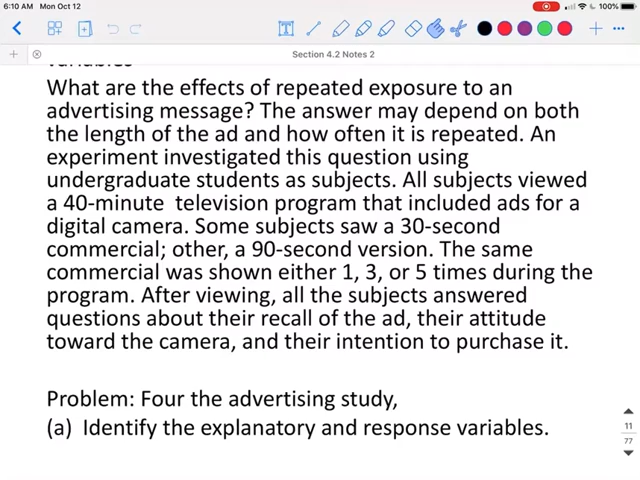 6:10 AM Mon Oct 12
100%
Section 4.2 Notes 2
variables
What are the effects of repeated exposure to an
advertising message? The answer may depend on both
the length of the ad and how often it is repeated. An
experiment investigated this question using
undergraduate students as subjects. All subjects viewed
a 40-minute television program that included ads for a
digital camera. Some subjects saw a 30-second
commercial; other, a 90-second version. The same
commercial was shown either 1, 3, or 5 times during the
program. After viewing, all the subjects answered
questions about their recall of the ad, their attitude
toward the camera, and their intention to purchase it.
Problem: Four the advertising study,
(a) Identify the explanatory and response variables.
11
77